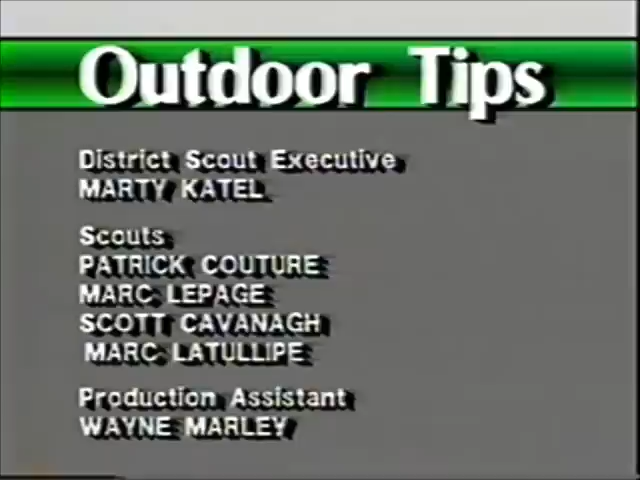 Outdoor Tips
District Scout Executive
MARTY KATEL
Scouts
PATRICK COUTURE
MARC LEPAGE
SCOTT CAVANAGH
MARC LATULLIPE
Production Assistant
WAYNE MARLEY